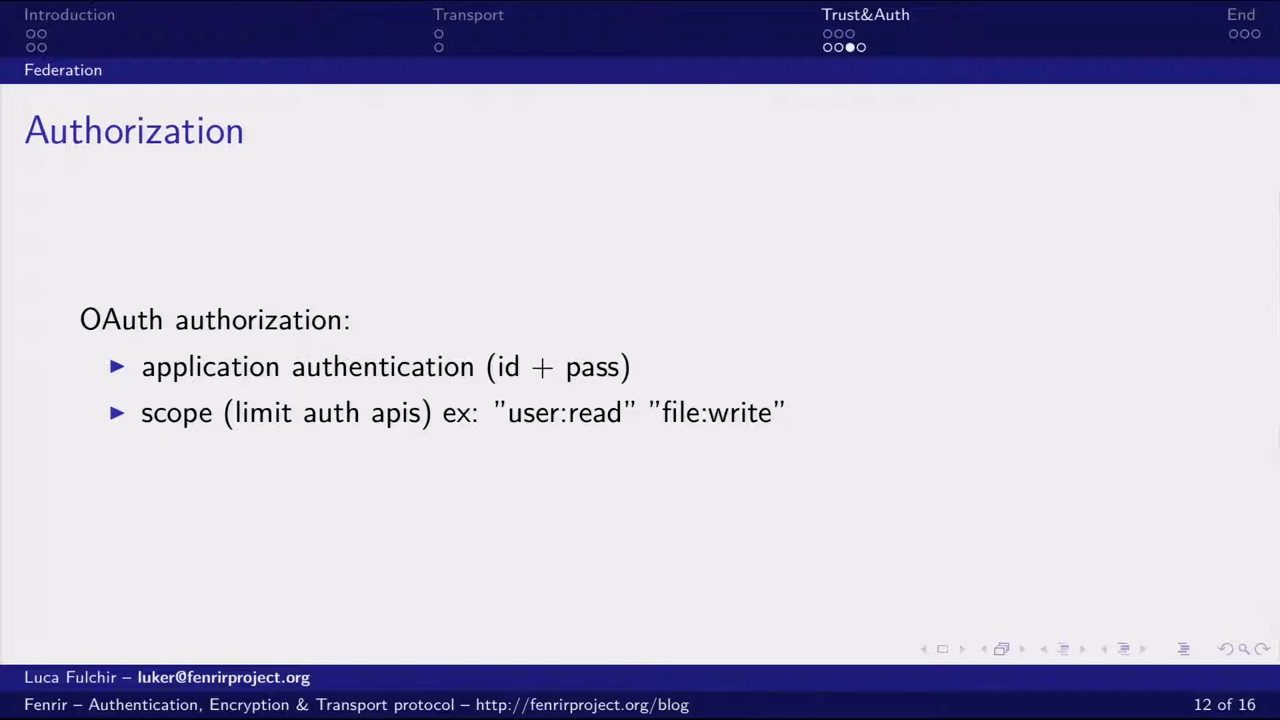 Introduction
Transport
Trust&Auth
End
Federation
Authorization
OAuth authorization:
application authentication (id + pass)
scope (limit auth apis) ex: ”user:read” ”file:write”
Luca Fulchir – luker@fenrirproject.org
Fenrir – Authentication, Encryption & Transport protocol – http://fenrirproject.org/blog
12 of 16